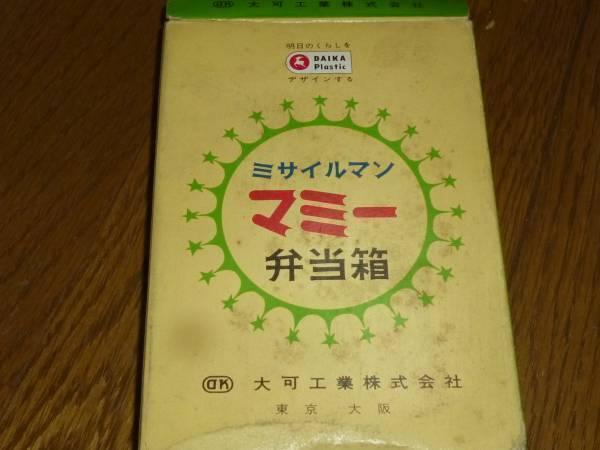 DK 大可工業株式会社
明日のくらしを
DAIKA
Plastic
デザインする
ミサイルマン
マミー
弁当箱
DK 大可工業株式会社
東京 大阪